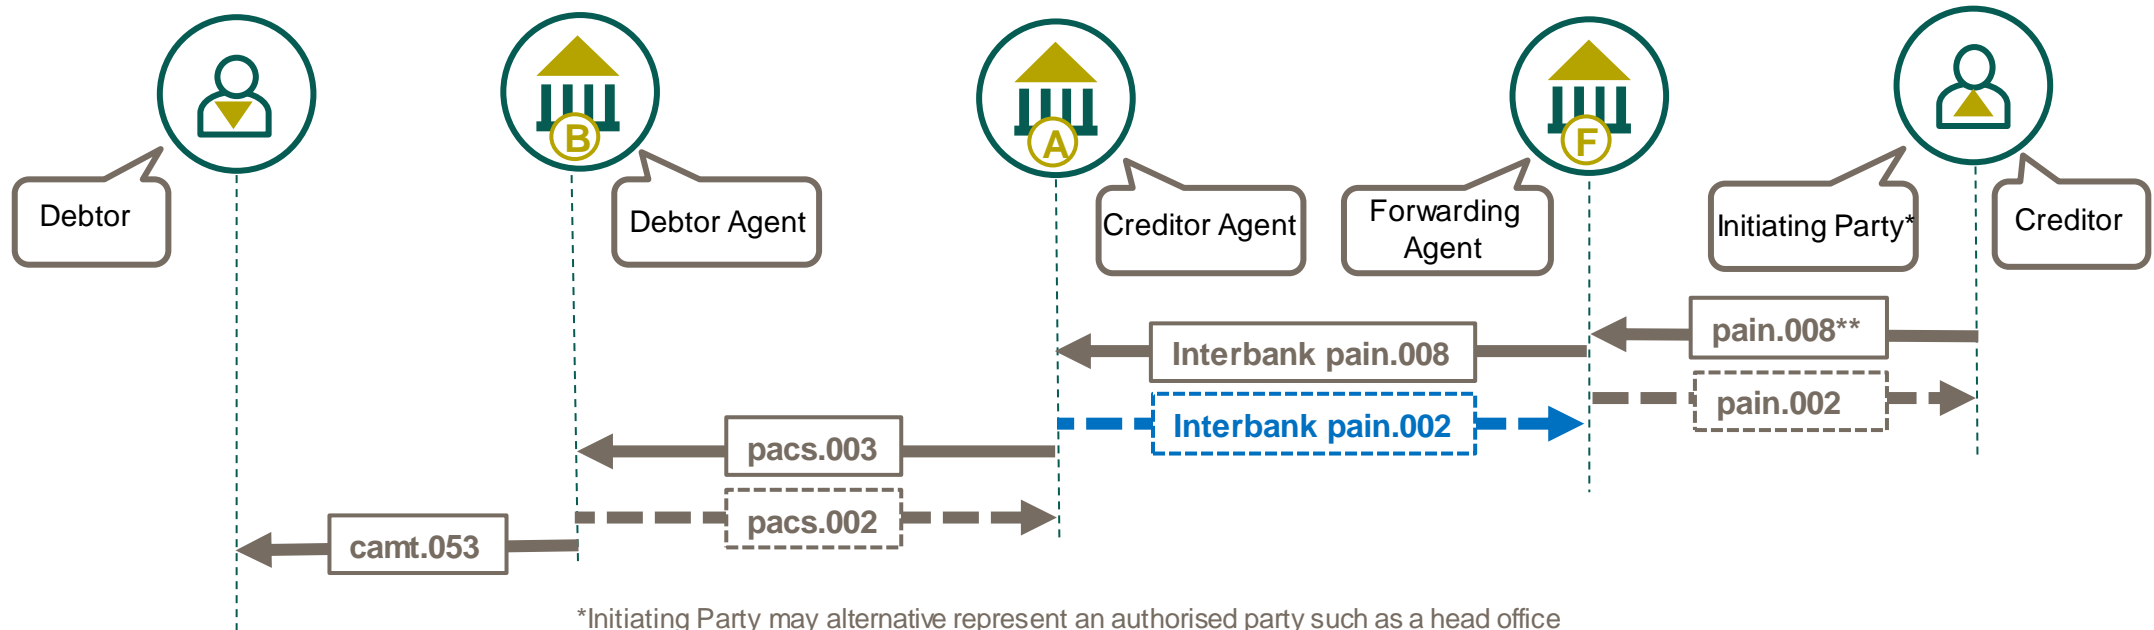 B
A
F
Debtor
Debtor Agent
Creditor Agent
Forwarding
Agent
Initiating Party*
Creditor
pain.008**
Interbank pain.008
pain.002
Interbank pain.002
pacs.003
pacs.002
camt.053
*Initiating Party may alternative represent an authorised party such as a head office